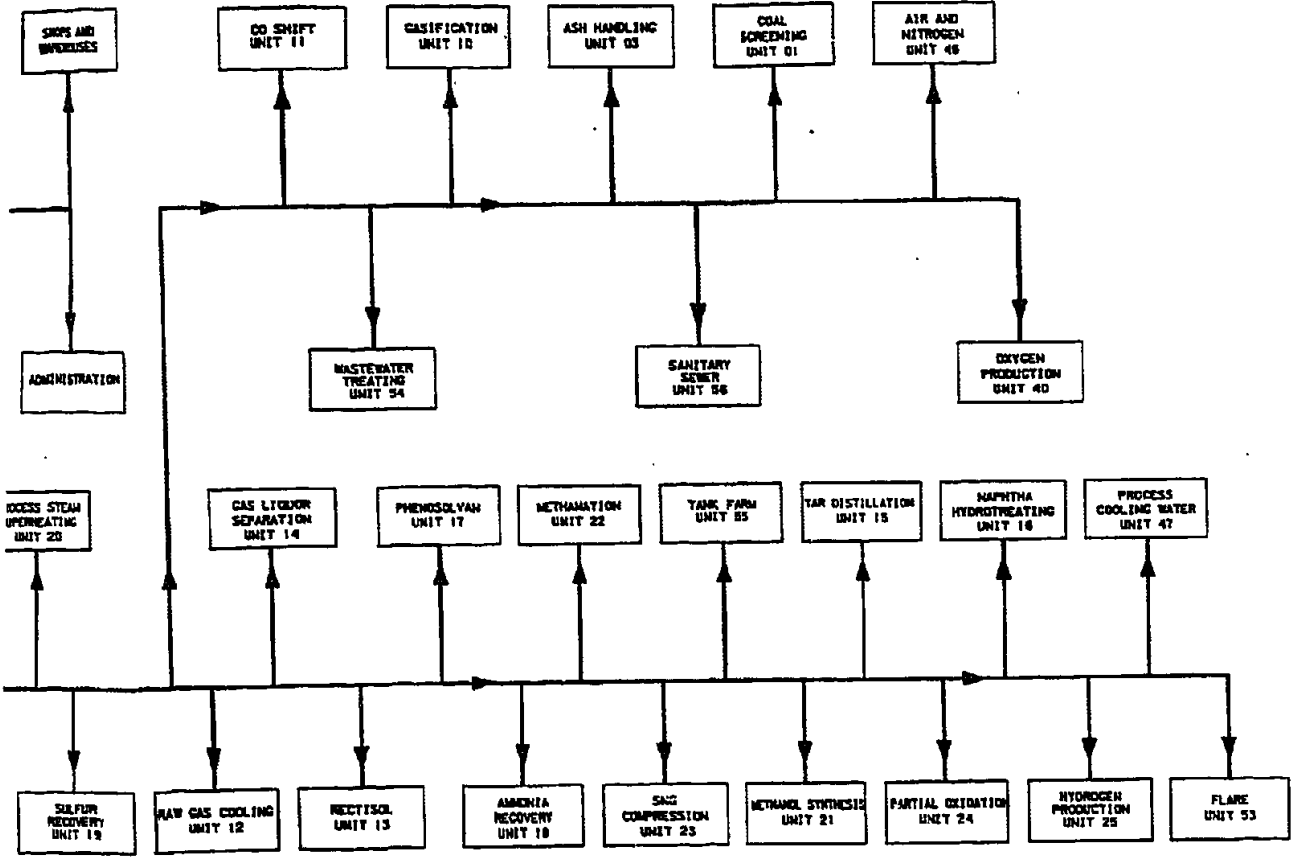 SHOPS AND
WAREHOUSES
CO SHIFT
UNIT 11
GASIFICATION
UNIT 10
ASH HANDLING
UNIT 03
COAL
SCREENING
UNIT 01
AIR AND
NITROGEN
UNIT 46
ADMINISTRATION
WASTEWATER
TREATING
UNIT 54
SANITARY
SEWER
UNIT 56
OXYGEN
PRODUCTION
UNIT 40
OCESS STEAM
UPERHEATING
UNIT 20
GAS LIQUOR
SEPARATION
UNIT 14
PHENOSOLVAN
UNIT 17
METHANATION
UNIT 22
TANK FARM
UNIT 55
TAR DISTILLATION
UNIT 15
NAPHTHA
HYDROTREATING
UNIT 16
PROCESS
COOLING WATER
UNIT 47
SULFUR
RECOVERY
UNIT 19
RAW GAS COOLING
UNIT 12
RECTISOL
UNIT 13
AMMONIA
RECOVERY
UNIT 18
SNG
COMPRESSION
UNIT 23
METHANOL SYNTHESIS
UNIT 21
PARTIAL OXIDATION
UNIT 24
HYDROGEN
PRODUCTION
UNIT 25
FLARE
UNIT 53